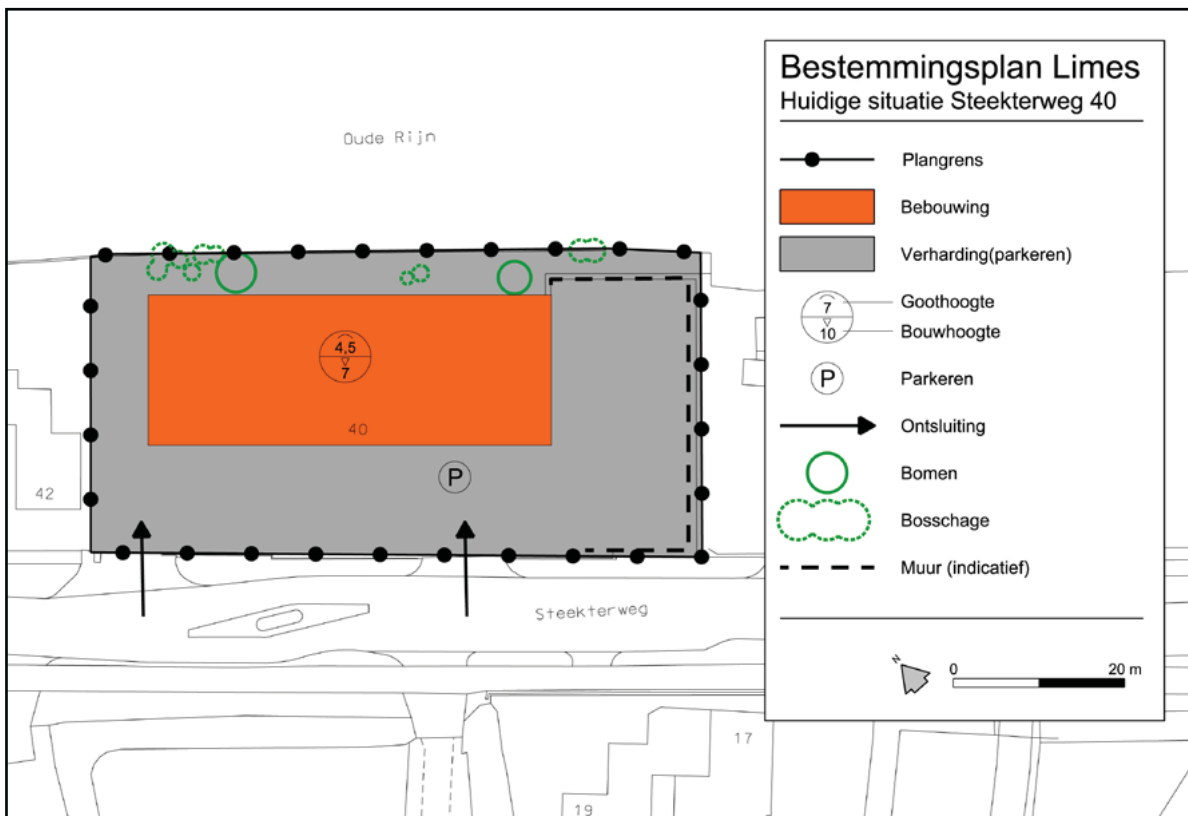 Oude Rijn
4,5
7
40
P
42
Steekterweg
17
19
Bestemmingsplan Limes
Huidige situatie Steekterweg 40
Plangrens
Bebouwing
Verharding(parkeren)
7
10
Goothoogte
Bouwhoogte
P
Parkeren
Ontsluiting
Bomen
Bosschage
Muur (indicatief)
N
0
20 m